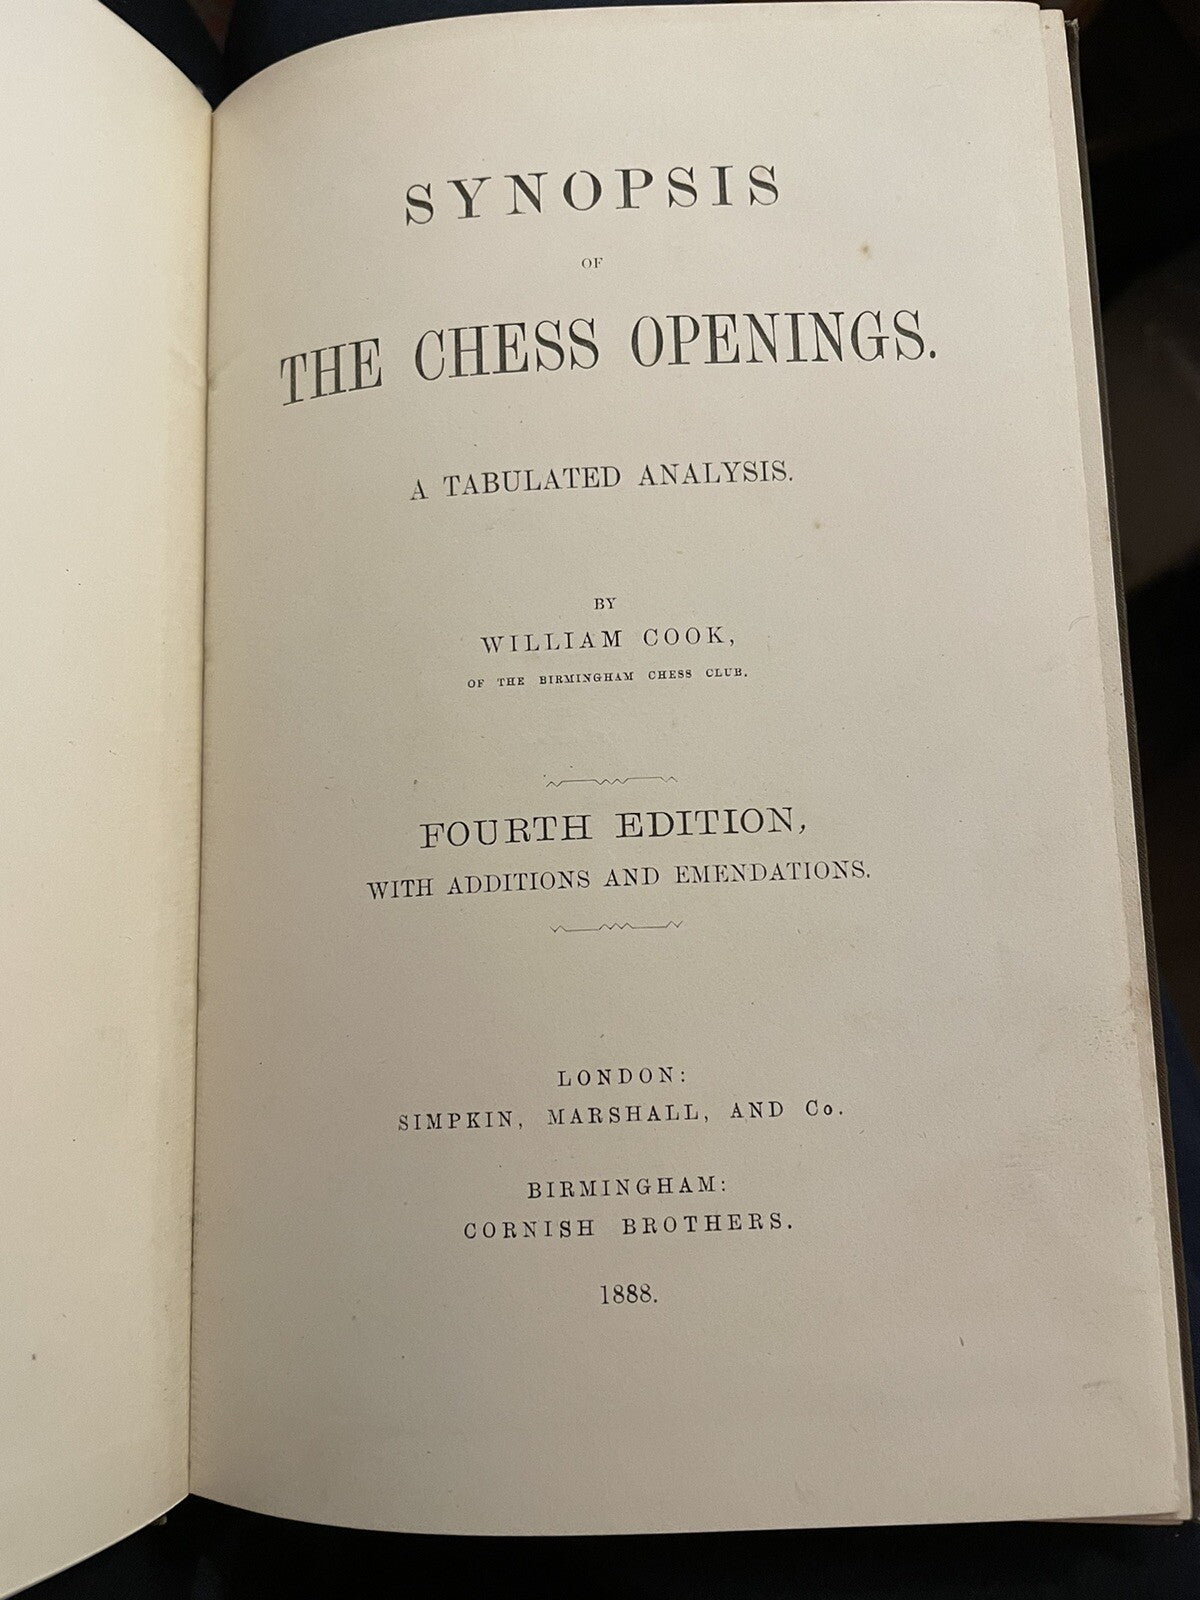 SYNOPSIS
OF
THE CHESS OPENINGS.
A TABULATED ANALYSIS.
BY
WILLIAM COOK,
OF THE BIRMINGHAM CHESS CLUB.
FOURTH EDITION,
WITH ADDITIONS AND EMENDATIONS.
LONDON:
SIMPKIN, MARSHALL, AND Co.
BIRMINGHAM:
CORNISH BROTHERS.
1888.